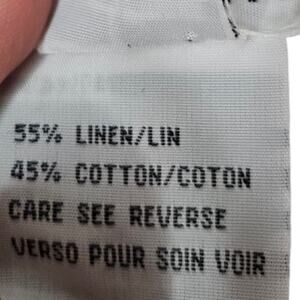 55% LINEN/LIN
45% COTTON/COTON
CARE SEE REVERSE
VERSO POUR SOIN VOIR